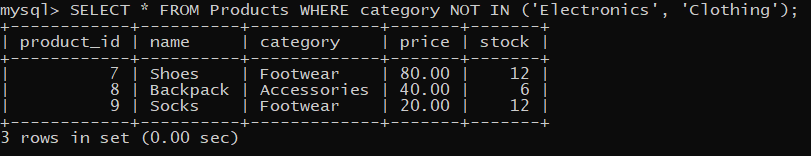 mysql> SELECT * FROM Products WHERE category NOT IN ('Electronics', 'Clothing');
+------------+----------+-------------+-------+-------+
| product_id | name     | category    | price | stock |
+------------+----------+-------------+-------+-------+
|          7 | Shoes    | Footwear    | 80.00 |    12 |
|          8 | Backpack | Accessories | 40.00 |     6 |
|          9 | Socks    | Footwear    | 20.00 |    12 |
+------------+----------+-------------+-------+-------+
3 rows in set (0.00 sec)